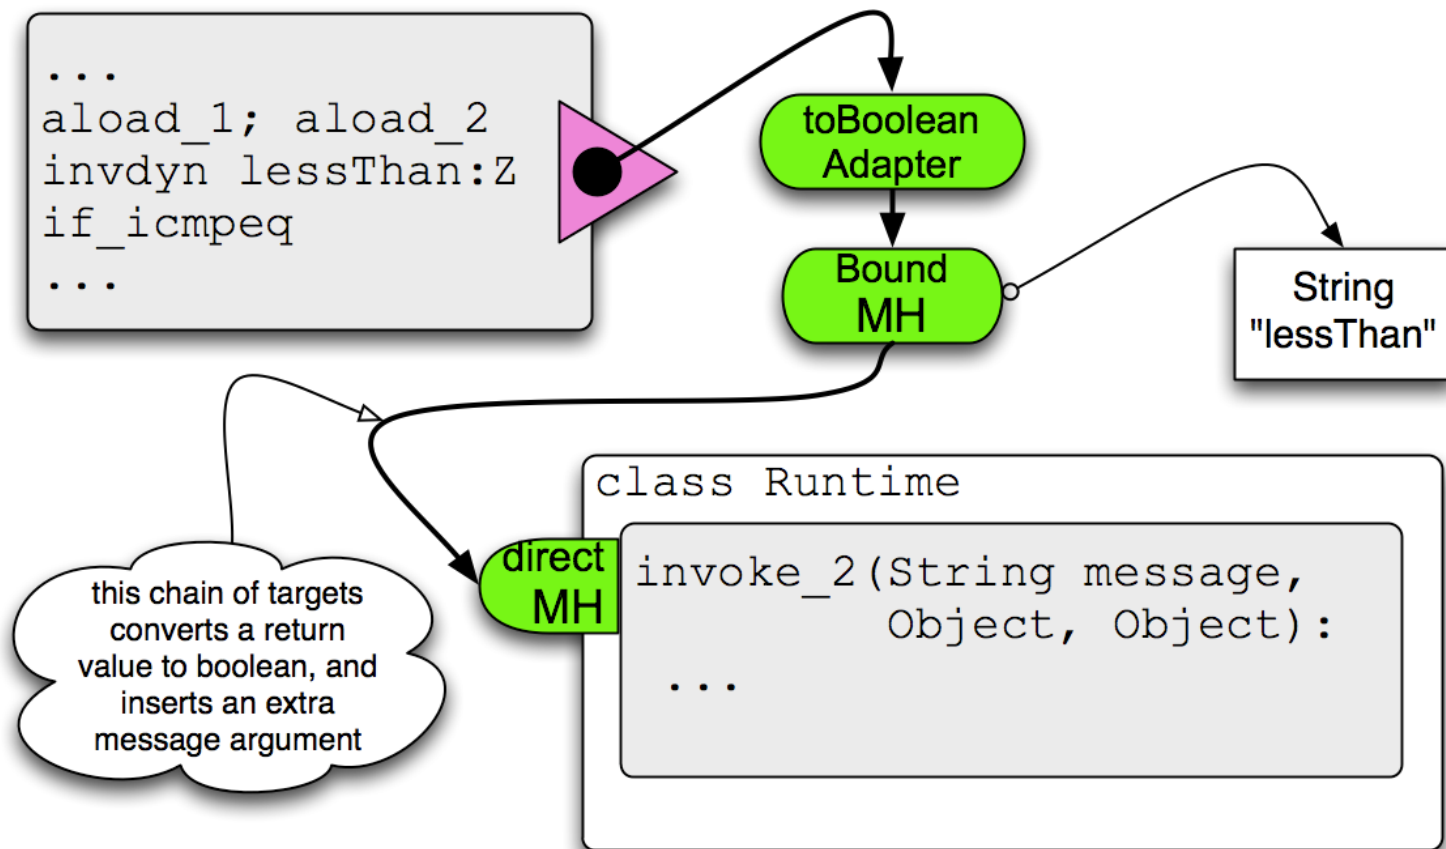 ...
aload_1; aload_2
invdyn lessThan:Z
if_icmpeq
...
toBoolean
Adapter
Bound
MH
String
"lessThan"
this chain of targets
converts a return
value to boolean, and
inserts an extra
message argument
class Runtime
direct
MH
invoke_2(String message,
Object, Object):
...